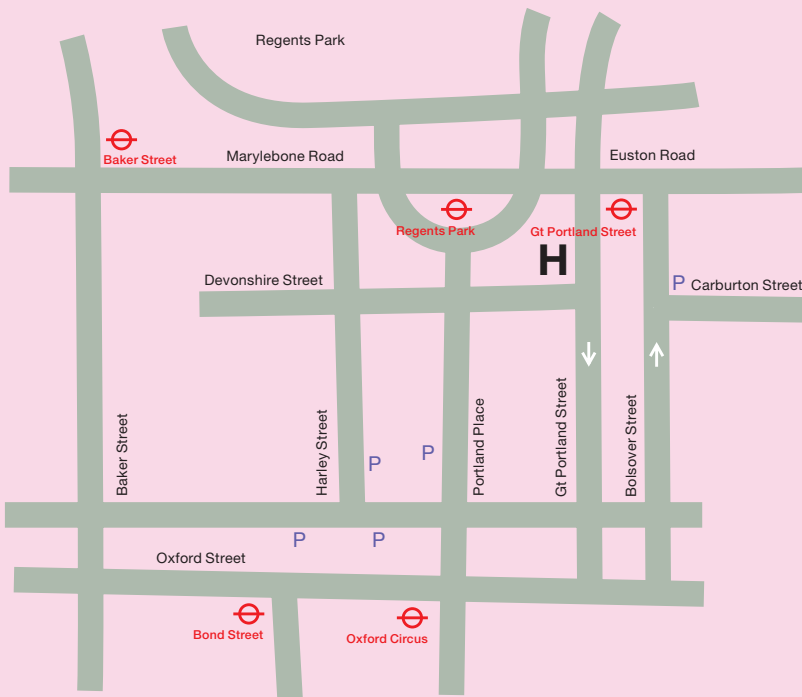 Regents Park
Marylebone Road
Euston Road
Baker Street
Regents Park
Gt Portland Street
H
Devonshire Street
P
Carburton Street
Baker Street
Harley Street
Portland Place
Gt Portland Street
Bolsover Street
P
P
P
P
Oxford Street
Bond Street
Oxford Circus